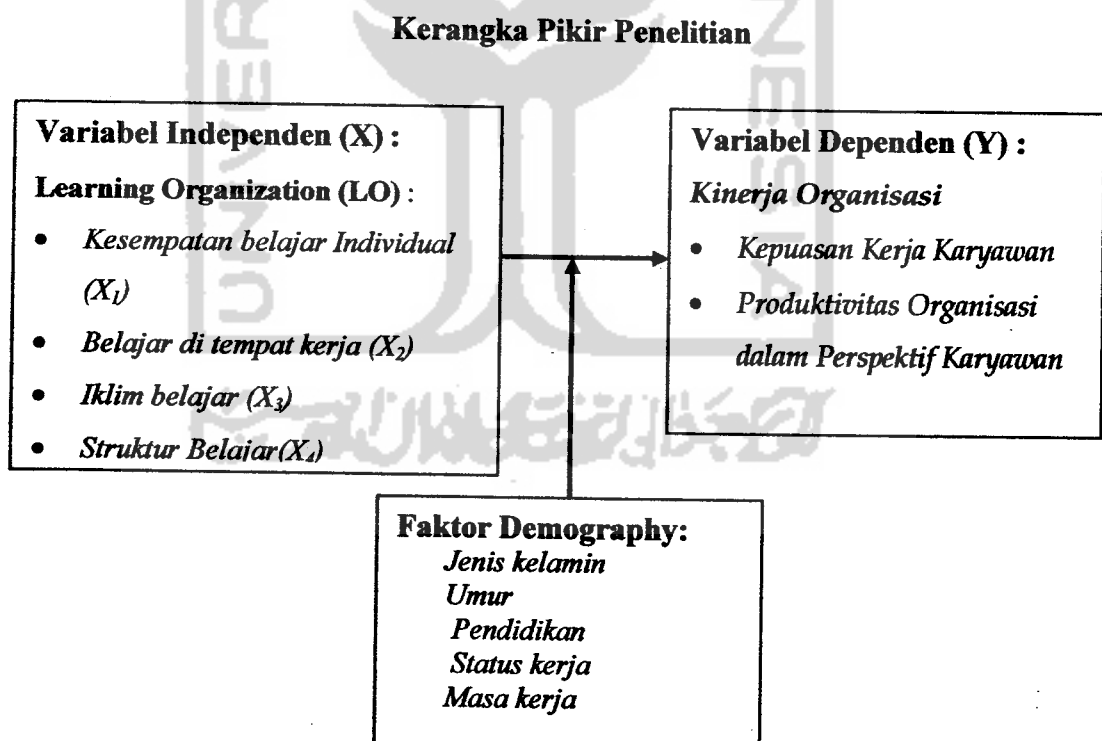 Kerangka Pikir Penelitian
Variabel Independen (X) :
Learning Organization (LO) :
• Kesempatan belajar Individual
(X₁)
• Belajar di tempat kerja (X₂)
• Iklim belajar (X₃)
• Struktur Belajar(X₄)
Variabel Dependen (Y) :
Kinerja Organisasi
• Kepuasan Kerja Karyawan
• Produktivitas Organisasi
dalam Perspektif Karyawan
Faktor Demography:
Jenis kelamin
Umur
Pendidikan
Status kerja
Masa kerja